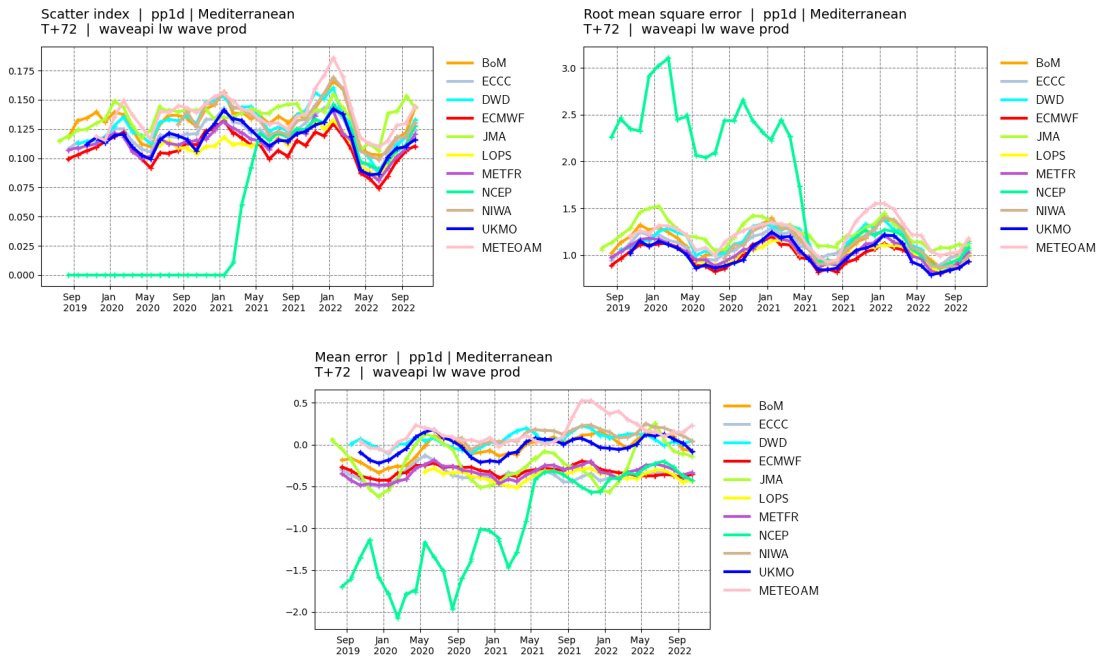 Scatter index | pp1d | Mediterranean
T+72 | waveapi lw wave prod
0.175
0.150
0.125
0.100
0.075
0.050
0.025
0.000
Sep 2019
Jan 2020
May 2020
Sep 2020
Jan 2021
May 2021
Sep 2021
Jan 2022
May 2022
Sep 2022
BoM
ECCC
DWD
ECMWF
JMA
LOPS
METFR
NCEP
NIWA
UKMO
METEOAM
Root mean square error | pp1d | Mediterranean
T+72 | waveapi lw wave prod
3.0
2.5
2.0
1.5
1.0
Sep 2019
Jan 2020
May 2020
Sep 2020
Jan 2021
May 2021
Sep 2021
Jan 2022
May 2022
Sep 2022
BoM
ECCC
DWD
ECMWF
JMA
LOPS
METFR
NCEP
NIWA
UKMO
METEOAM
Mean error | pp1d | Mediterranean
T+72 | waveapi lw wave prod
0.5
0.0
−0.5
−1.0
−1.5
−2.0
Sep 2019
Jan 2020
May 2020
Sep 2020
Jan 2021
May 2021
Sep 2021
Jan 2022
May 2022
Sep 2022
BoM
ECCC
DWD
ECMWF
JMA
LOPS
METFR
NCEP
NIWA
UKMO
METEOAM